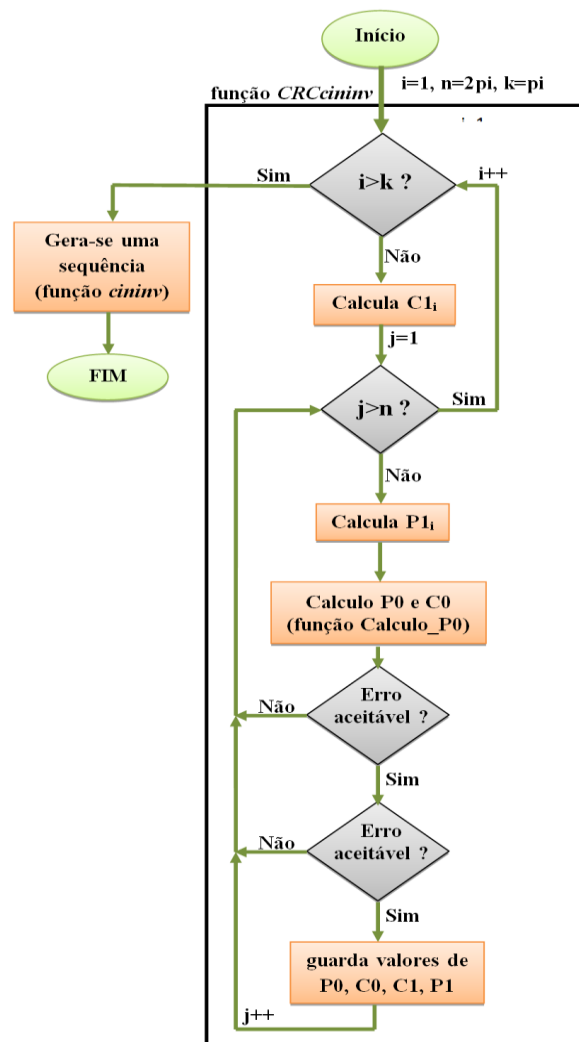 Início
i=1, n=2pi, k=pi
função CRCcininv
i>k ?
Sim
i++
Não
Gera-se uma
sequência
(função cininv)
Calcula C1i
j=1
FIM
j>n ?
Sim
Não
Calcula P1i
Calculo P0 e C0
(função Calculo_P0)
Erro
aceitável ?
Não
Sim
Erro
aceitável ?
Não
Sim
guarda valores de
P0, C0, C1, P1
j++